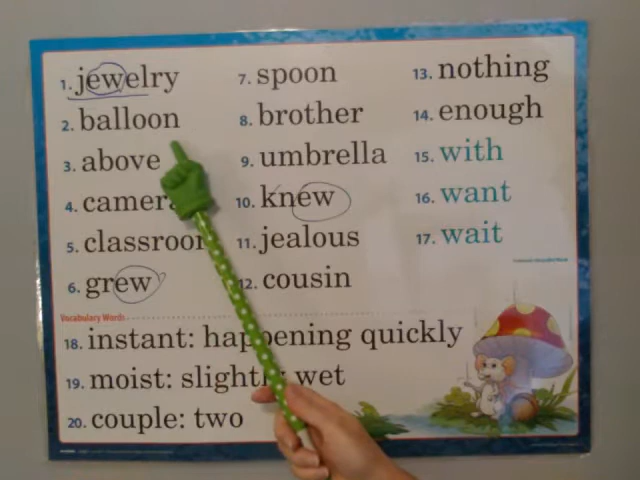 1. jewelry
2. balloon
3. above
4. camera
5. classroom
6. grew
7. spoon
8. brother
9. umbrella
10. knew
11. jealous
12. cousin
13. nothing
14. enough
15. with
16. want
17. wait
Vocabulary Words
18. instant: happening quickly
19. moist: slightly wet
20. couple: two